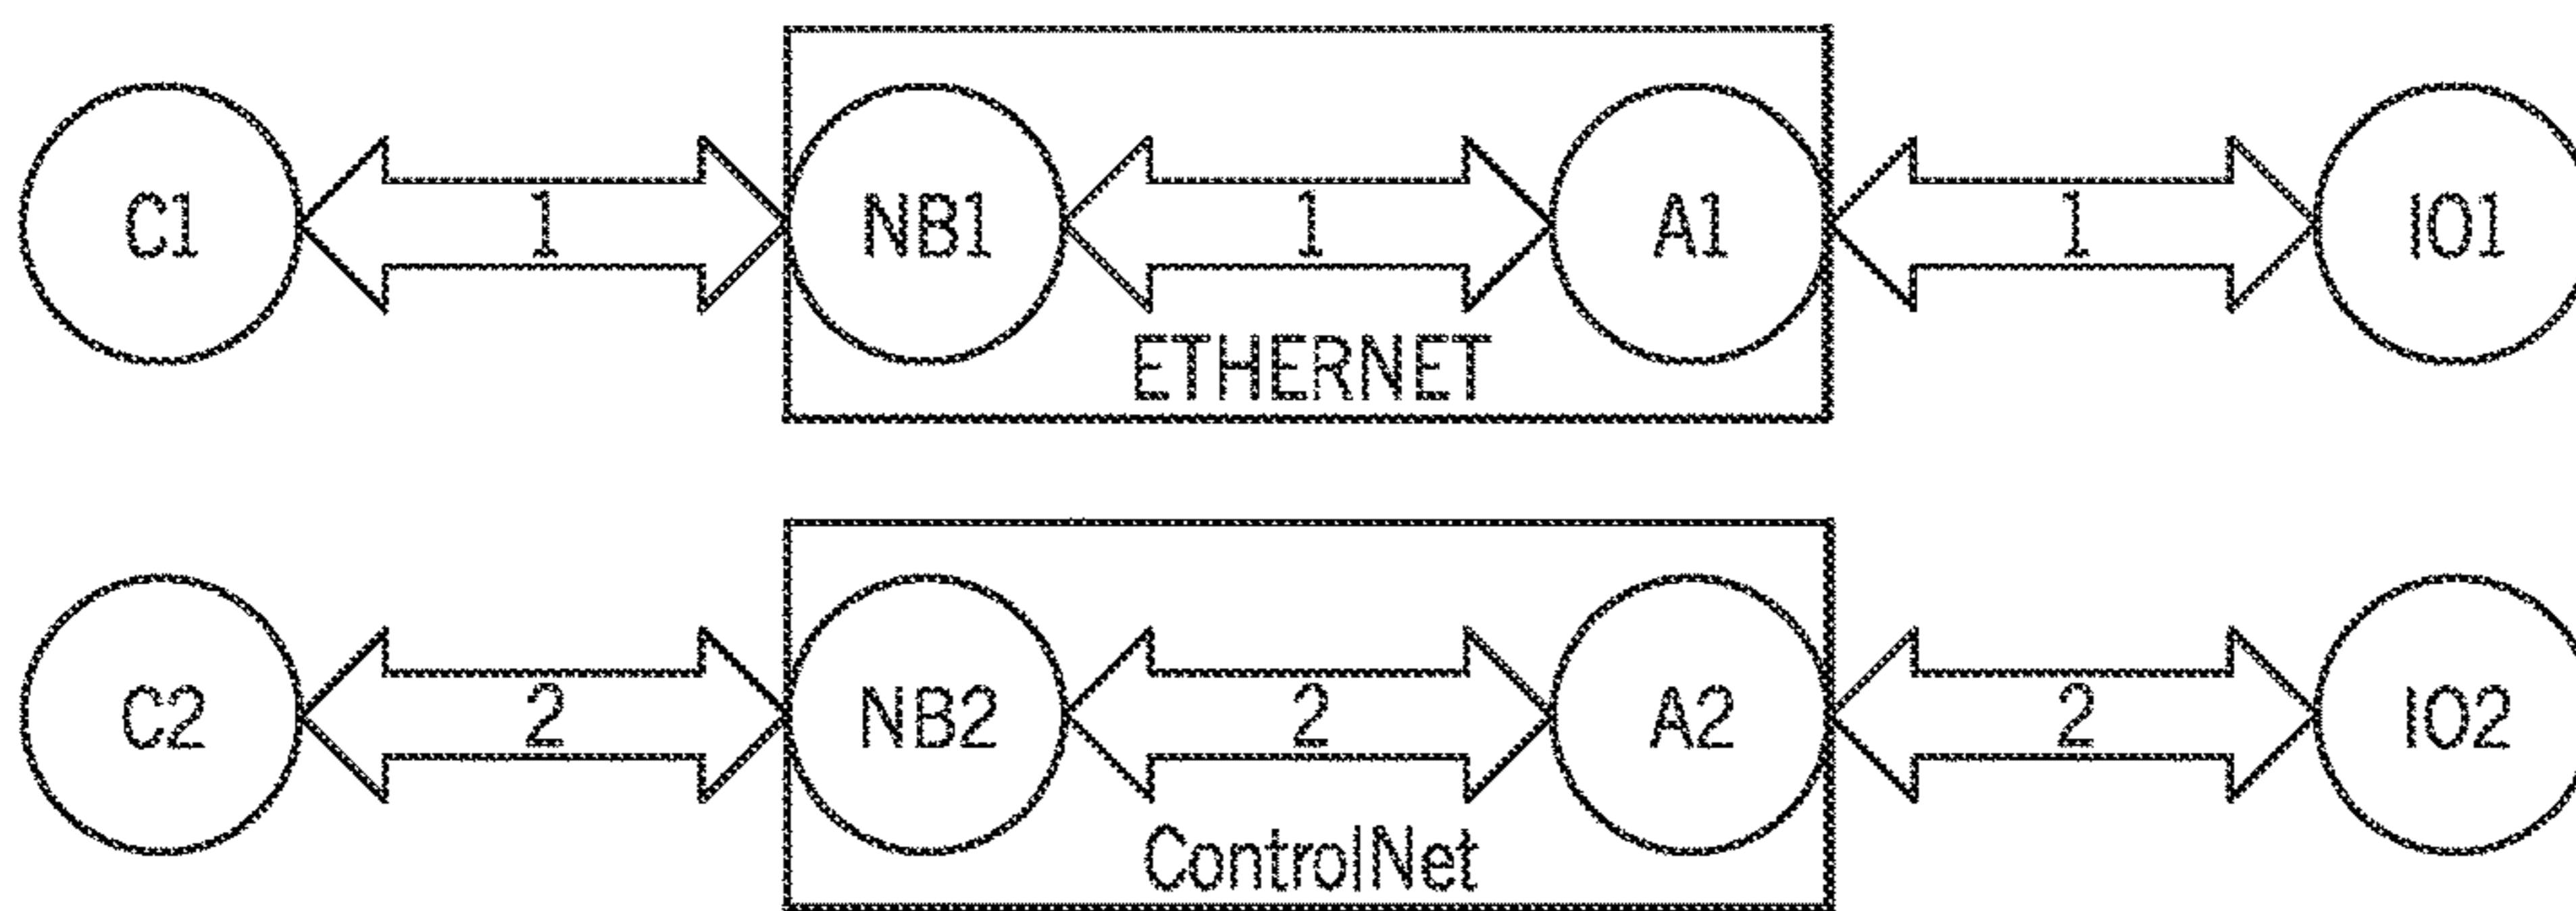 C1 1 NB1 1 A1 1 IO1
ETHERNET
C2 2 NB2 2 A2 2 IO2
ControlNet